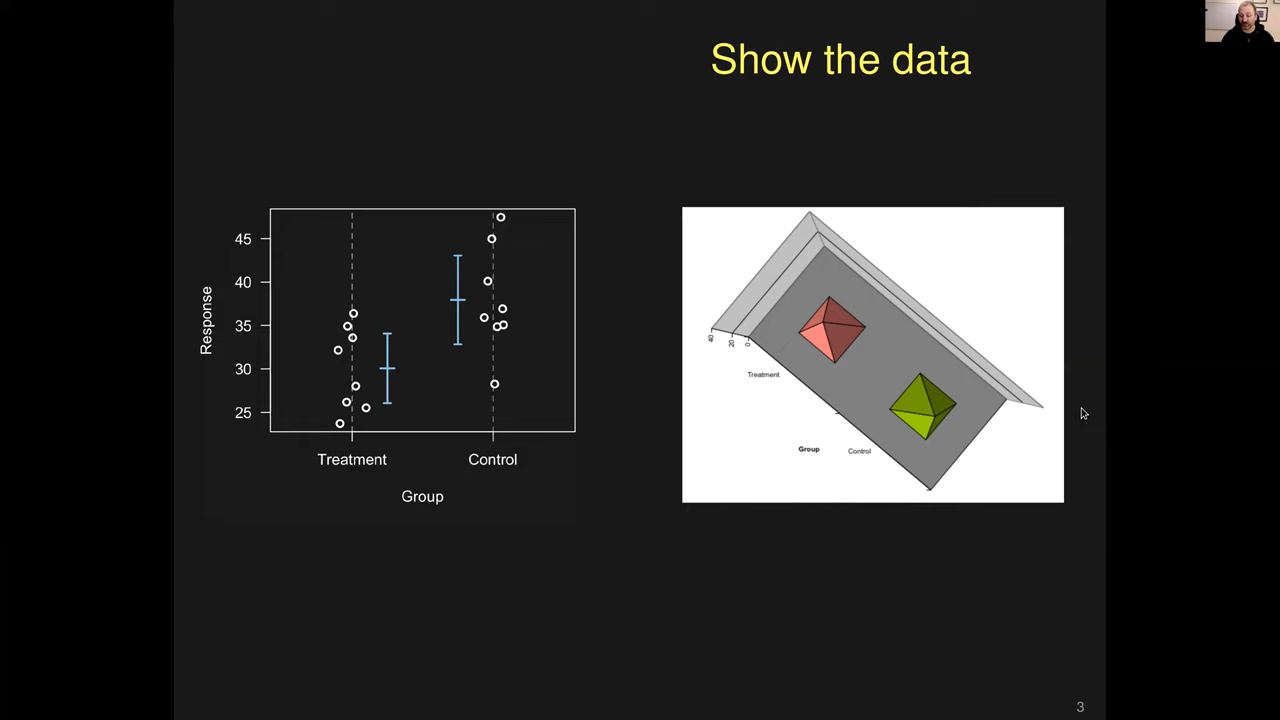 Show the data
45
40
35
30
25
Response
Treatment
Control
Group
40
20
0
Treatment
Group
Control
3